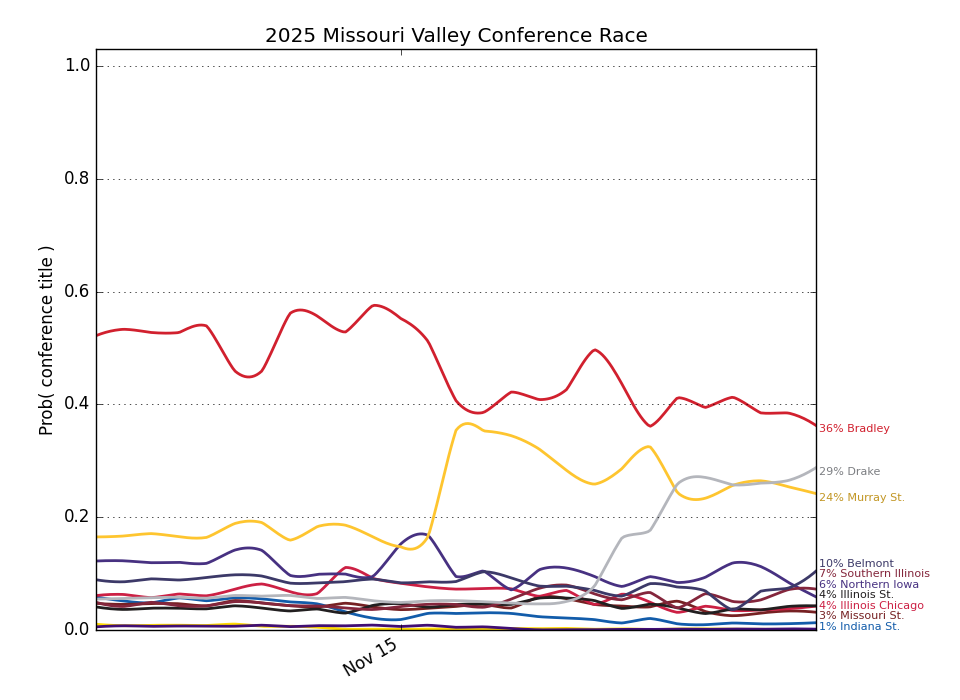 2025 Missouri Valley Conference Race
Prob( conference title )
1.0
0.8
0.6
0.4
0.2
0.0
Nov 15
36% Bradley
29% Drake
24% Murray St.
10% Belmont
7% Southern Illinois
6% Northern Iowa
4% Illinois St.
4% Illinois Chicago
3% Missouri St.
1% Indiana St.